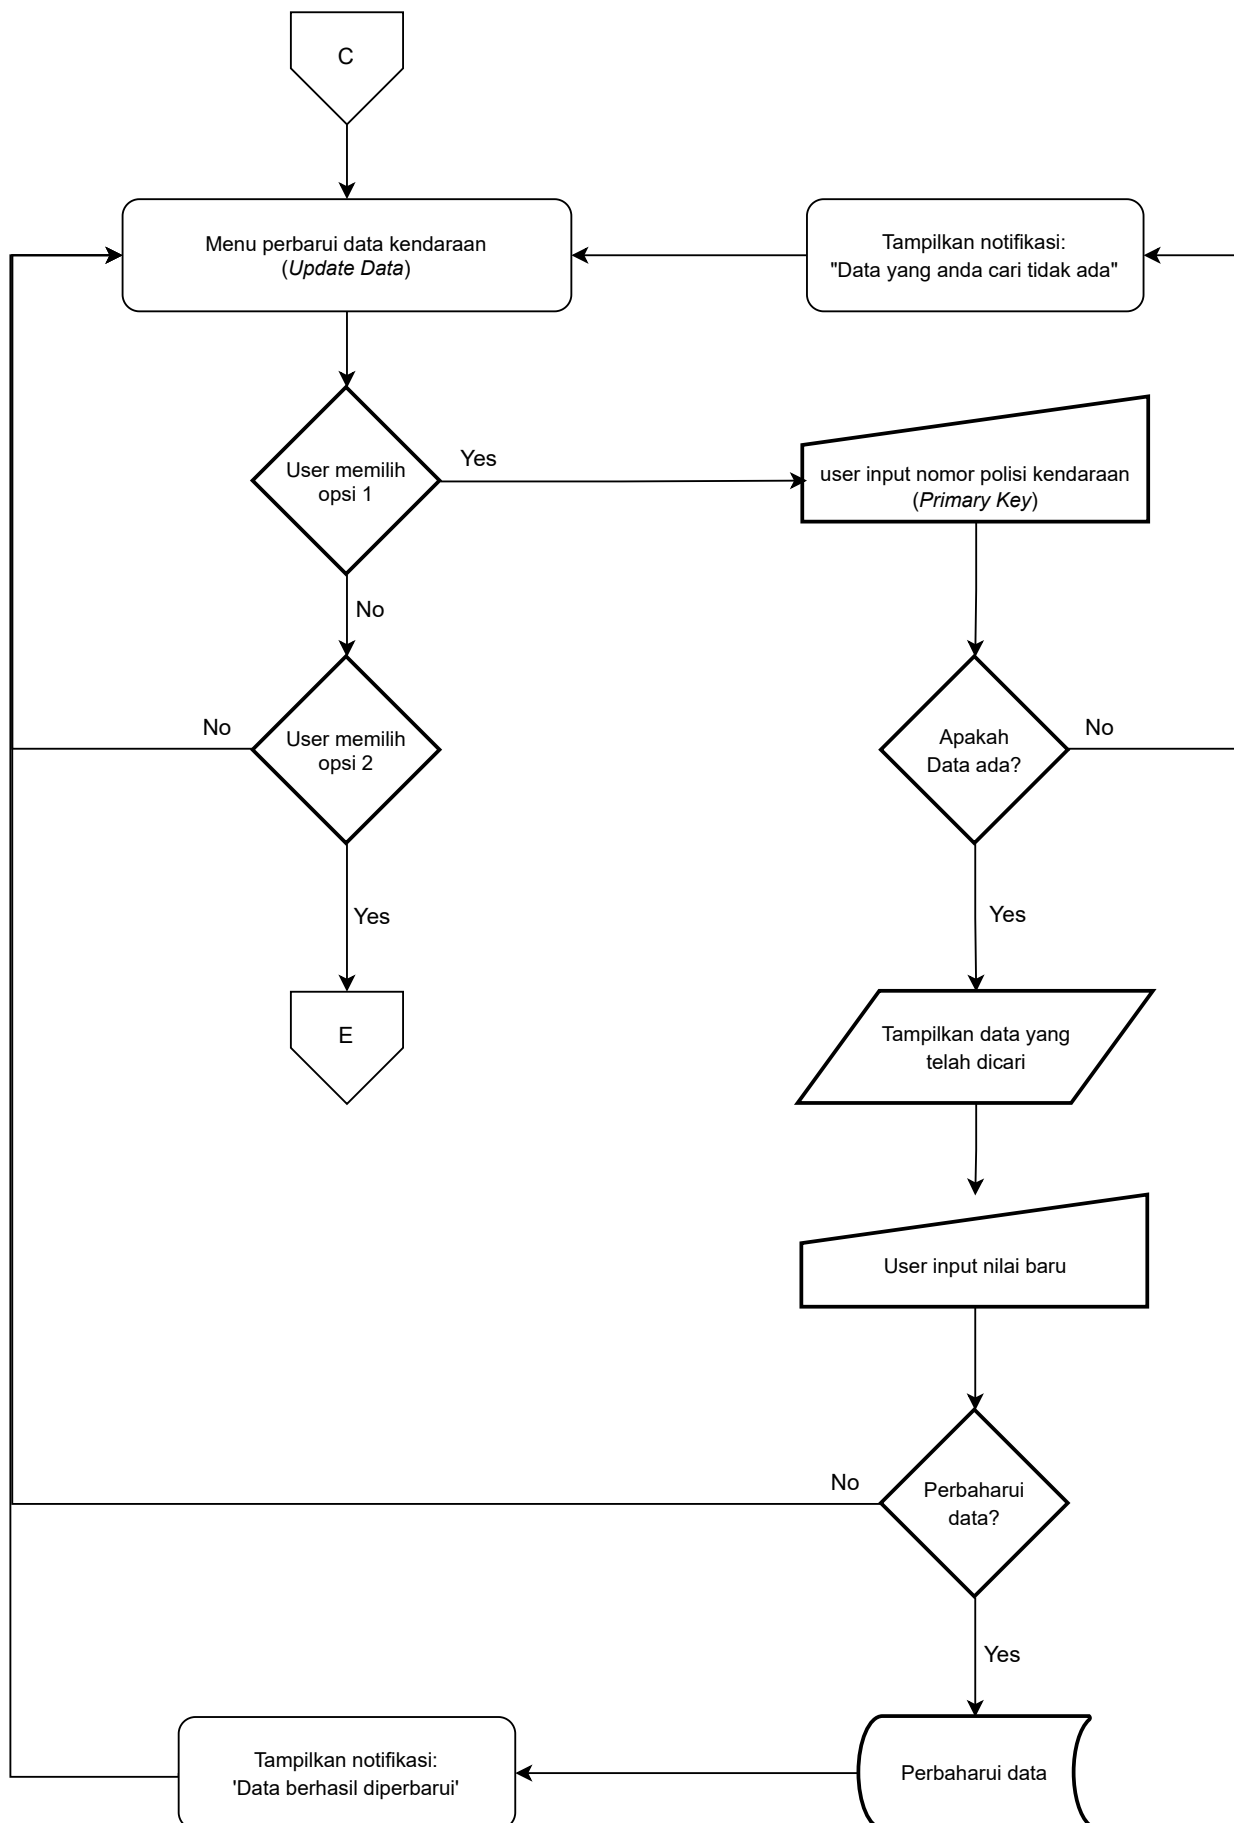 C
Menu perbarui data kendaraan
(Update Data)
Tampilkan notifikasi:
"Data yang anda cari tidak ada"
User memilih
opsi 1
Yes
user input nomor polisi kendaraan
(Primary Key)
No
User memilih
opsi 2
No
Apakah
Data ada?
No
Yes
Yes
E
Tampilkan data yang
telah dicari
User input nilai baru
No
Perbaharui
data?
Yes
Tampilkan notifikasi:
'Data berhasil diperbarui'
Perbaharui data